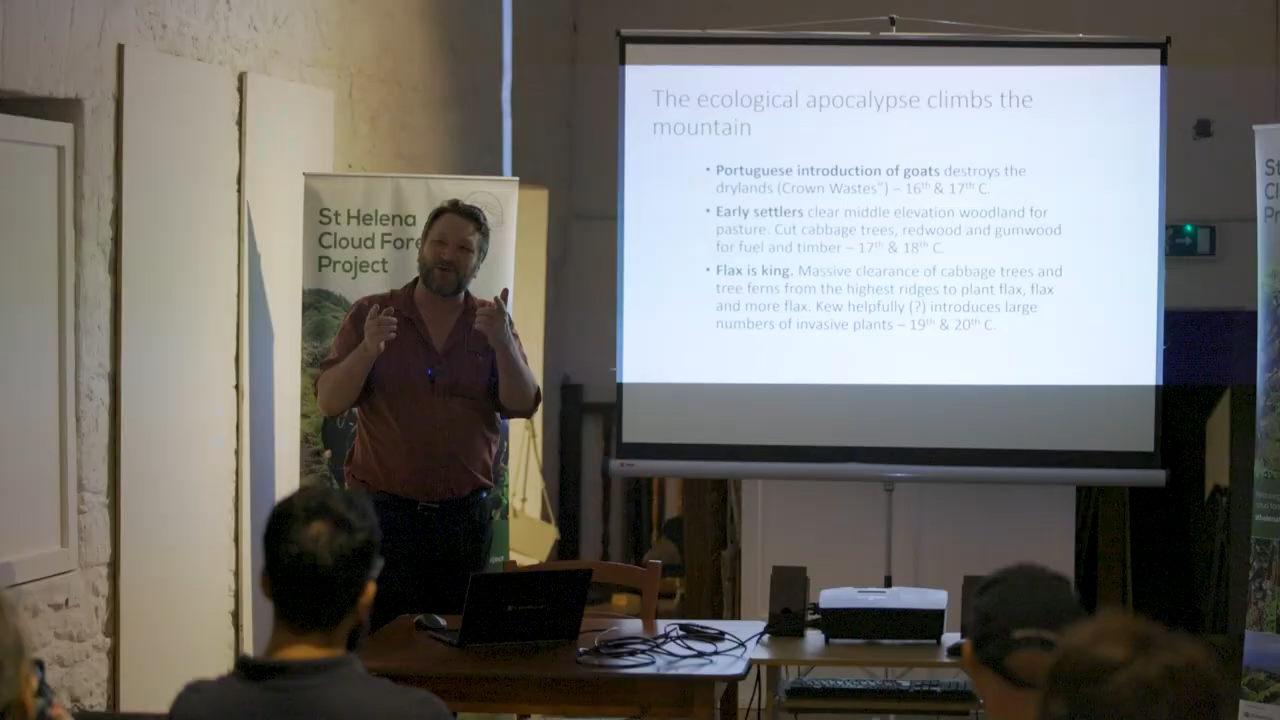 The ecological apocalypse climbs the
mountain
• Portuguese introduction of goats destroys the
drylands (Crown Wastes") – 16th & 17th C.
• Early settlers clear middle elevation woodland for
pasture. Cut cabbage trees, redwood and gumwood
for fuel and timber – 17th & 18th C.
• Flax is king. Massive clearance of cabbage trees and
tree ferns from the highest ridges to plant flax, flax
and more flax. Kew helpfully (?) introduces large
numbers of invasive plants – 19th & 20th C.
St Helena
Cloud Fore
Project